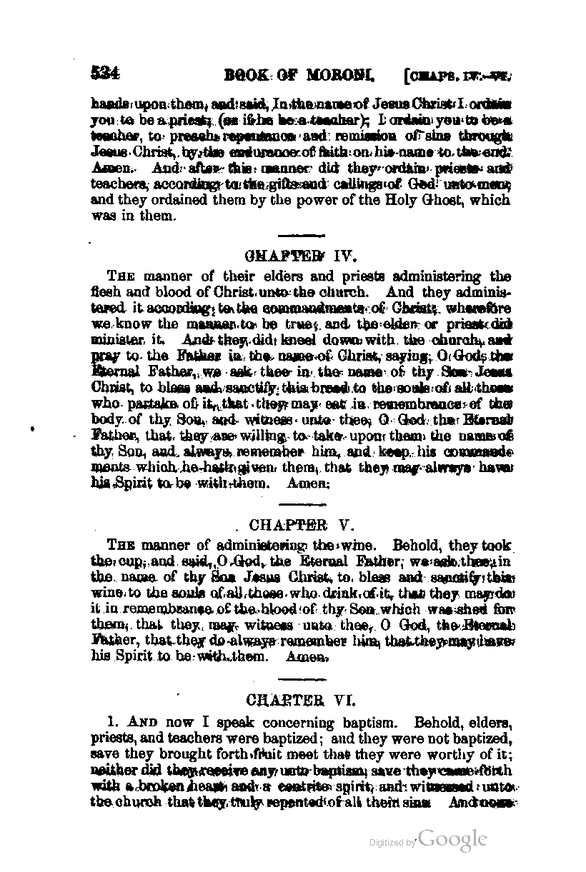 534 BOOK OF MORONI. [CHAPS. IV.–VI.
hands upon them, and said, In the name of Jesus Christ I ordain
you to be a priest; (or if he be a teacher); I ordain you to be a
teacher, to preach repentance and remission of sins through
Jesus Christ, by the endurance of faith on his name to the end.
Amen. And after this manner did they ordain priests and
teachers, according to the gifts and callings of God unto men;
and they ordained them by the power of the Holy Ghost, which
was in them.
CHAPTER IV.
THE manner of their elders and priests administering the
flesh and blood of Christ unto the church. And they adminis-
tered it according to the commandments of Christ; wherefore
we know the manner to be true; and the elder or priest did
minister it. And they did kneel down with the church, and
pray to the Father in the name of Christ, saying, O God, the
Eternal Father, we ask thee in the name of thy Son Jesus
Christ, to bless and sanctify this bread to the souls of all those
who partake of it, that they may eat in remembrance of the
body of thy Son, and witness unto thee, O God the Eternal
Father, that they are willing to take upon them the name of
thy Son, and always remember him, and keep his command-
ments which he hath given them, that they may always have
his Spirit to be with them. Amen.
CHAPTER V.
THE manner of administering the wine. Behold, they took
the cup, and said, O God, the Eternal Father, we ask thee, in
the name of thy Son Jesus Christ, to bless and sanctify this
wine to the souls of all those who drink of it, that they may do
it in remembrance of the blood of thy Son which was shed for
them, that they may witness unto thee, O God, the Eternal
Father, that they do always remember him, that they may have
his Spirit to be with them. Amen.
CHAPTER VI.
1. AND now I speak concerning baptism. Behold, elders,
priests, and teachers were baptized; and they were not baptized,
save they brought forth fruit meet that they were worthy of it;
neither did they receive any unto baptism, save they came forth
with a broken heart and a contrite spirit, and witnessed unto
the church that they truly repented of all their sins. And none
Digitized by Google